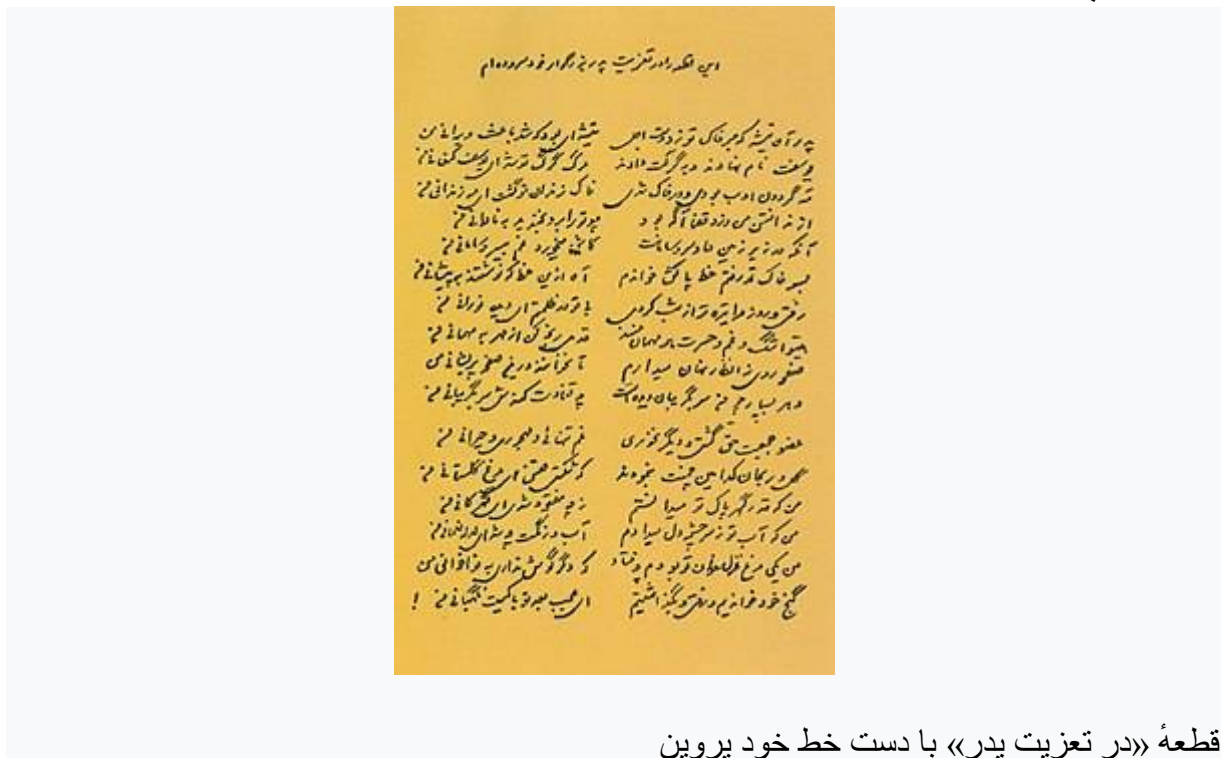 این قطعه را در تعزیت پدر بزرگوار خود سروده‌ام
پدر آن تیشه که بر خاک تو زد دست اجل تیشه‌ای بود که شد باعث ویرانی من
یوسفت نام نهادند و به گرگت دادند مرگ گرگ تو شد ای یوسف کنعانی من
مه گردون ادب بودی و در خاک شدی خاک زندان تو گشت ای مه زندانی من
از ندانستن من دزد قضا آگه بود چو ترا برد بخندید به نادانی من
آنکه در زیر زمین داد سر و سامانت کاش میخورد غم بی‌سر و سامانی من
بسر خاک تو رفتم خط پاکش خواندم آه ازین خط که نوشتند به پیشانی من
رفتی و روز مرا تیره تر از شب کردی بی تو در ظلمتم ای دیده نورانی من
بی تو اشک و غم و حسرت همه مهمان منند قدمی رنجه کن از مهر به مهمانی من
صفحه روی ز انظار نهان میدارم تا نخوانند درین صفحه پریشانی من
دهر بسیار چو من سر بگریبان دیده است چه تفاوت کندش سر بگریبانی من
عضو جمعیت حق گشتی و دیگر نخوری غم تنهائی و مهجوری و حیرانی من
گل و ریحان کدامین چمنت بنمودند که شکستی قفس ای مرغ گلستانی من
من که قدر گهر پاک تو میدانستم ز چه مفقود شدی ای گهر کانی من
من که آب تو ز سرچشمه دل میدادم آب و رنگت چه شد ای لاله نعمانی من
من یکی مرغ غزلخوان تو بودم چه فتاد که دگر گوش نداری به نواخوانی من
گنج خود خواندیم و رفتی و بگذاشتیم ای عجب بعد تو با کیست نگهبانی من !
قطعهٔ «در تعزیت پدر» با دست خط خود پروین